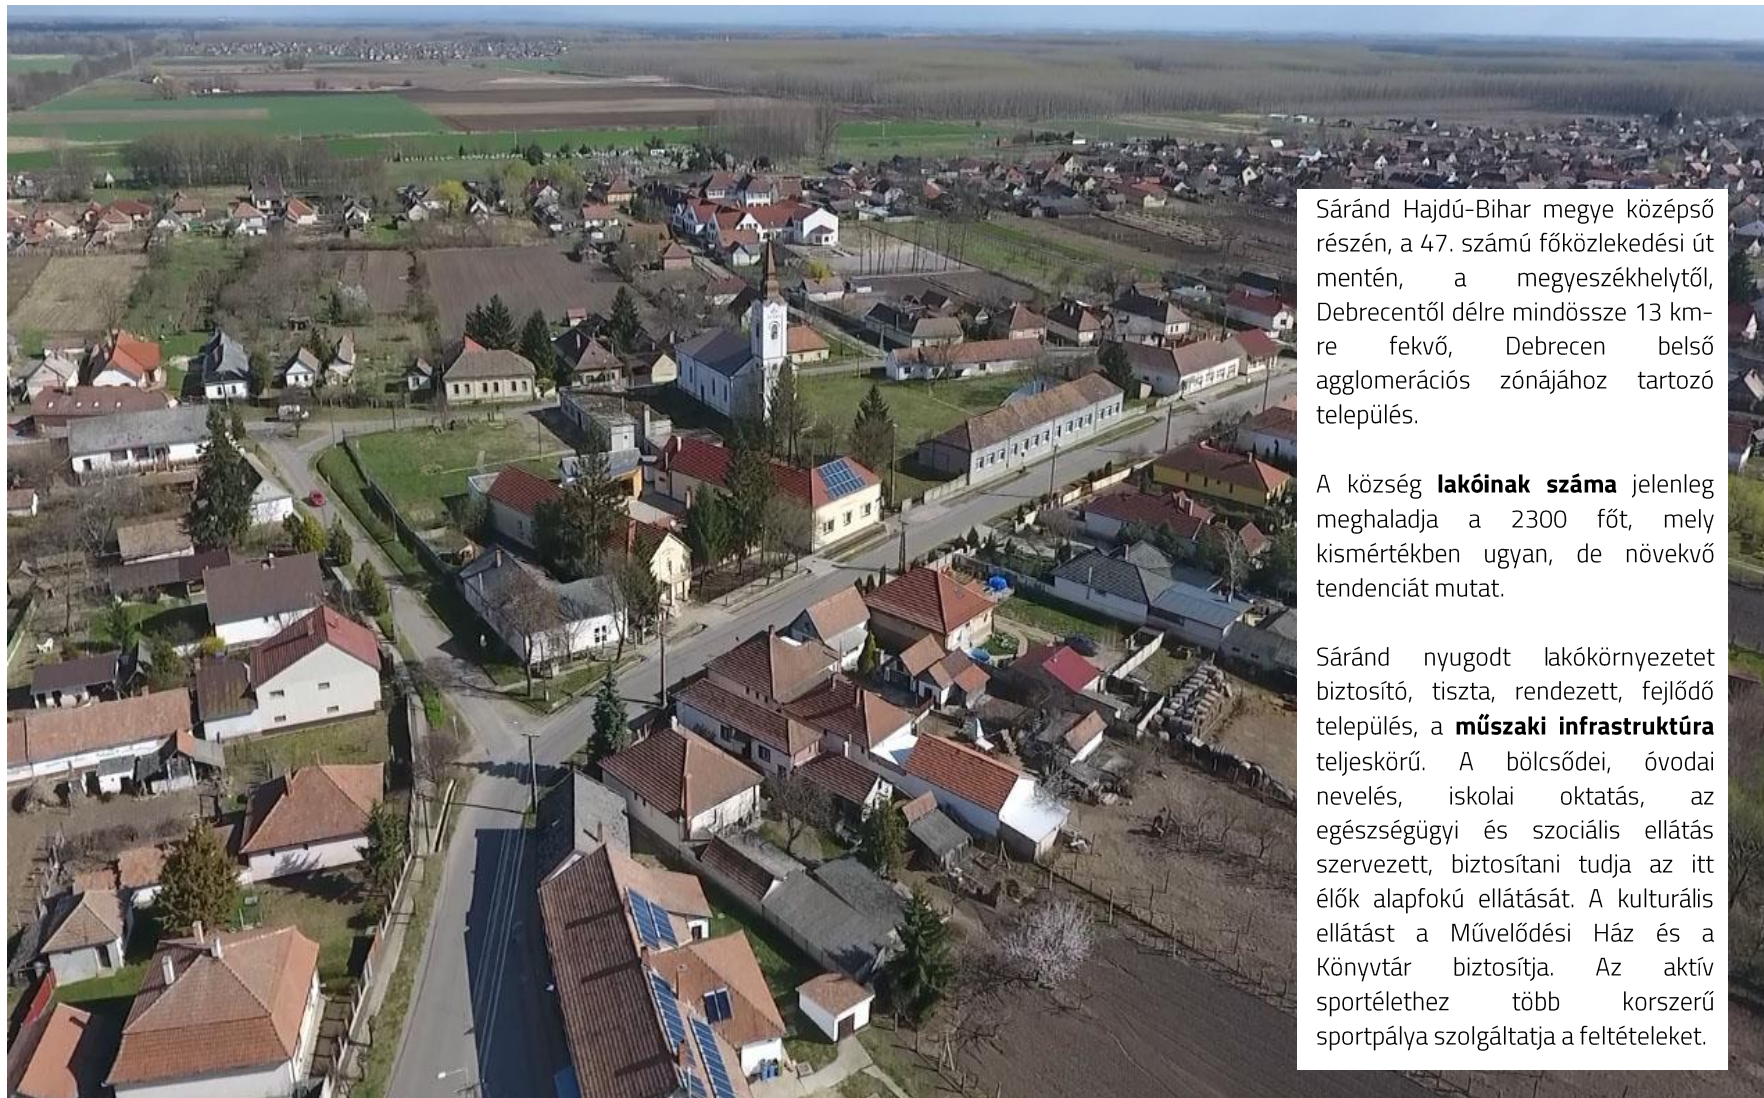 Sáránd Hajdú-Bihar megye középső
részén, a 47. számú főközlekedési út
mentén, a megyeszékhelytől,
Debrecentől délre mindössze 13 km-
re fekvő, Debrecen belső
agglomerációs zónájához tartozó
település.
A község lakóinak száma jelenleg
meghaladja a 2300 főt, mely
kismértékben ugyan, de növekvő
tendenciát mutat.
Sáránd nyugodt lakókörnyezetet
biztosító, tiszta, rendezett, fejlődő
település, a műszaki infrastruktúra
teljeskörű. A bölcsődei, óvodai
nevelés, iskolai oktatás, az
egészségügyi és szociális ellátás
szervezett, biztosítani tudja az itt
élők alapfokú ellátását. A kulturális
ellátást a Művelődési Ház és a
Könyvtár biztosítja. Az aktív
sportélethez több korszerű
sportpálya szolgáltatja a feltételeket.